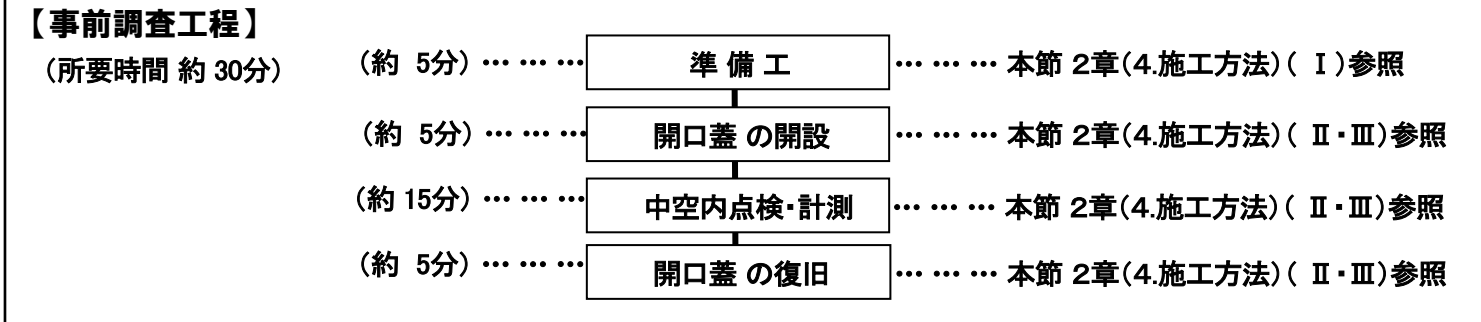 【事前調査工程】
（所要時間 約 30分）
（約 5分）… … … 準 備 工 … … … 本節 2章（4.施工方法）（ Ⅰ ）参照
（約 5分）… … … 開口蓋 の開設 … … … 本節 2章（4.施工方法）（ Ⅱ・Ⅲ）参照
（約 15分）… … … 中空内点検・計測 … … … 本節 2章（4.施工方法）（ Ⅱ・Ⅲ）参照
（約 5分）… … … 開口蓋 の復旧 … … … 本節 2章（4.施工方法）（ Ⅱ・Ⅲ）参照